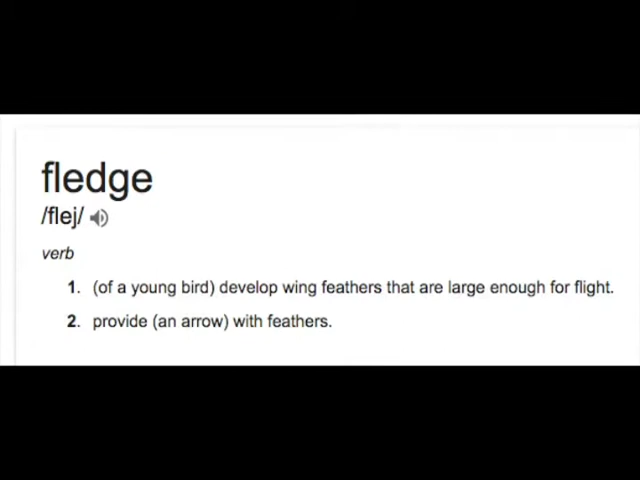 fledge
/flej/
verb
1. (of a young bird) develop wing feathers that are large enough for flight.
2. provide (an arrow) with feathers.